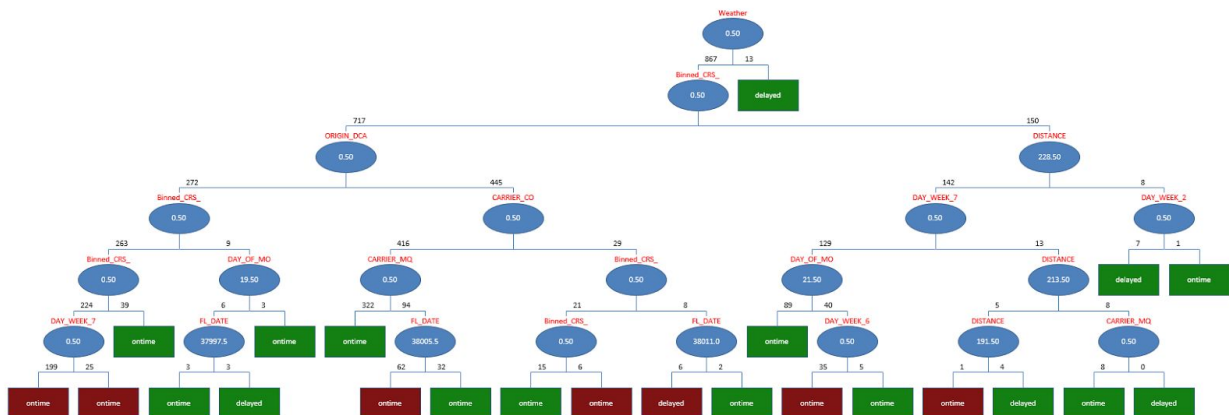 Weather
0.50
867 13
Binned_CRS_
0.50 delayed
717 150
ORIGIN_DCA DISTANCE
0.50 228.50
272 445 142 8
Binned_CRS_ CARRIER_CO DAY_WEEK_7 DAY_WEEK_2
0.50 0.50 0.50 0.50
263 9 416 29 129 13 7 1
Binned_CRS_ DAY_OF_MO CARRIER_MQ Binned_CRS_ DAY_OF_MO DISTANCE
0.50 19.50 0.50 0.50 21.50 213.50 delayed ontime
224 39 6 3 322 94 21 8 89 40 5 8
DAY_WEEK_7 FL_DATE FL_DATE Binned_CRS_ FL_DATE DAY_WEEK_6 DISTANCE CARRIER_MQ
0.50 ontime 37997.5 ontime ontime 38005.5 0.50 38011.0 ontime 0.50 191.50 0.50
199 25 3 3 62 32 15 6 6 2 35 5 1 4 8 0
ontime ontime ontime delayed ontime ontime ontime ontime delayed ontime ontime ontime ontime delayed ontime delayed